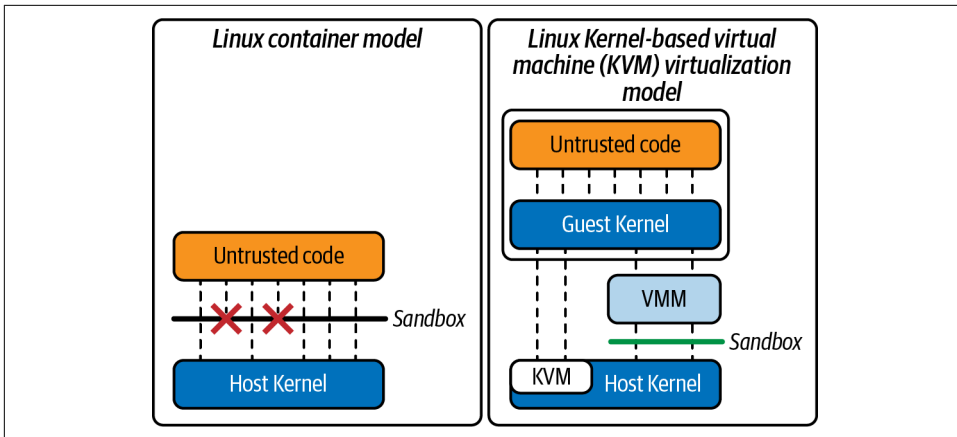 Linux container model
Untrusted code
Sandbox
Host Kernel
Linux Kernel-based virtual
machine (KVM) virtualization
model
Untrusted code
Guest Kernel
VMM
Sandbox
KVM
Host Kernel